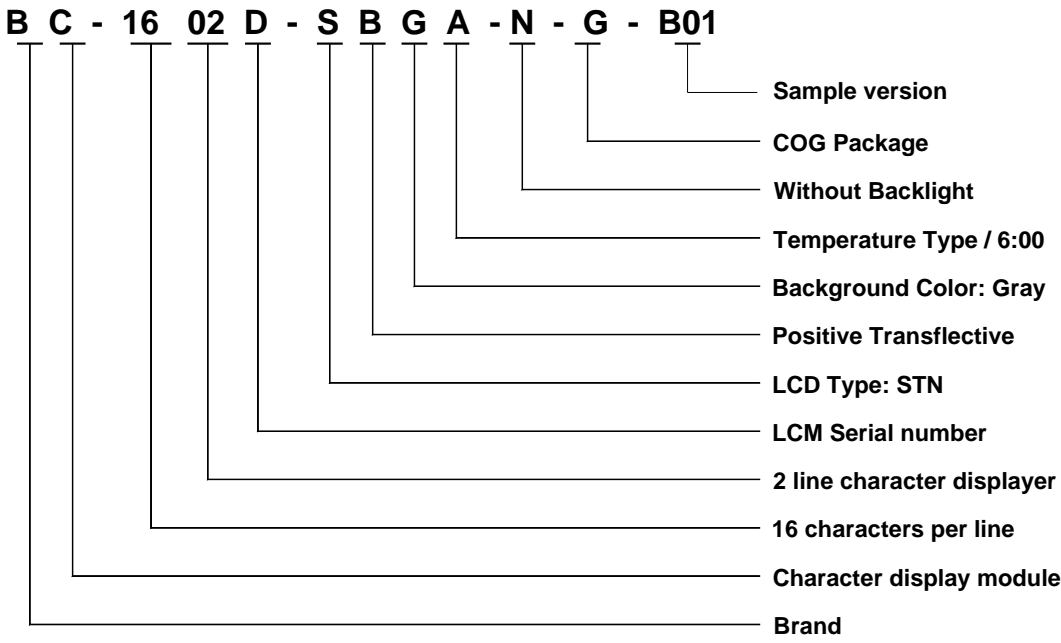 B C - 16 02 D - S B G A - N - G - B01
Sample version
COG Package
Without Backlight
Temperature Type / 6:00
Background Color: Gray
Positive Transflective
LCD Type: STN
LCM Serial number
2 line character displayer
16 characters per line
Character display module
Brand